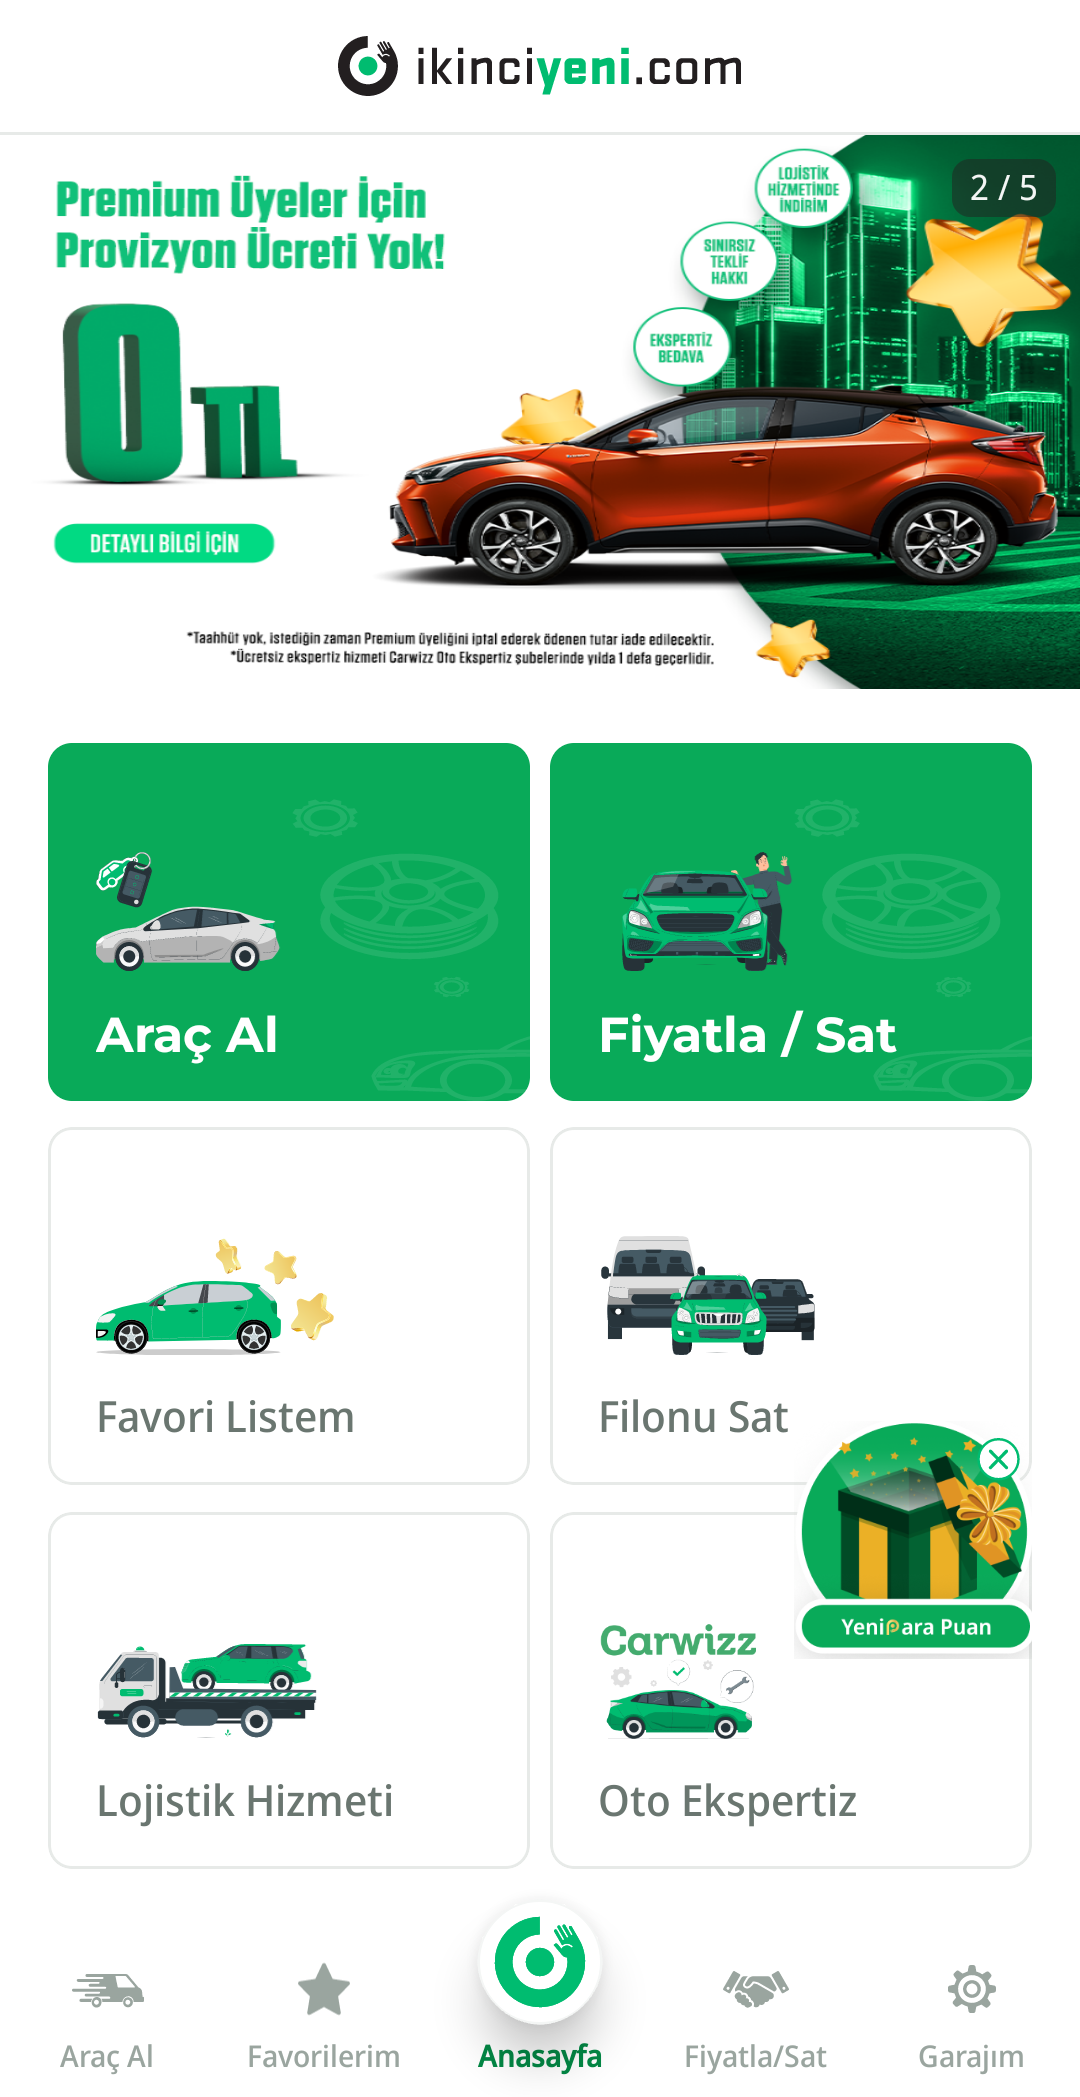 ikinciyeni.com
2 / 5
Premium Üyeler İçin
Provizyon Ücreti Yok!
LOJİSTİK
HİZMETİNDE
İNDİRİM
SINIRSIZ
TEKLİF
HAKKI
EKSPERTİZ
BEDAVA
0 TL
DETAYLI BİLGİ İÇİN
*Taahhüt yok, istediğin zaman Premium üyeliğini iptal ederek ödenen tutar iade edilecektir.
*Ücretsiz ekspertiz hizmeti Carwizz Oto Ekspertiz şubelerinde yılda 1 defa geçerlidir.
Araç Al
Fiyatla / Sat
Favori Listem
Filonu Sat
YeniPara Puan
Lojistik Hizmeti
Carwizz
Oto Ekspertiz
Araç Al
Favorilerim
Anasayfa
Fiyatla/Sat
Garajım